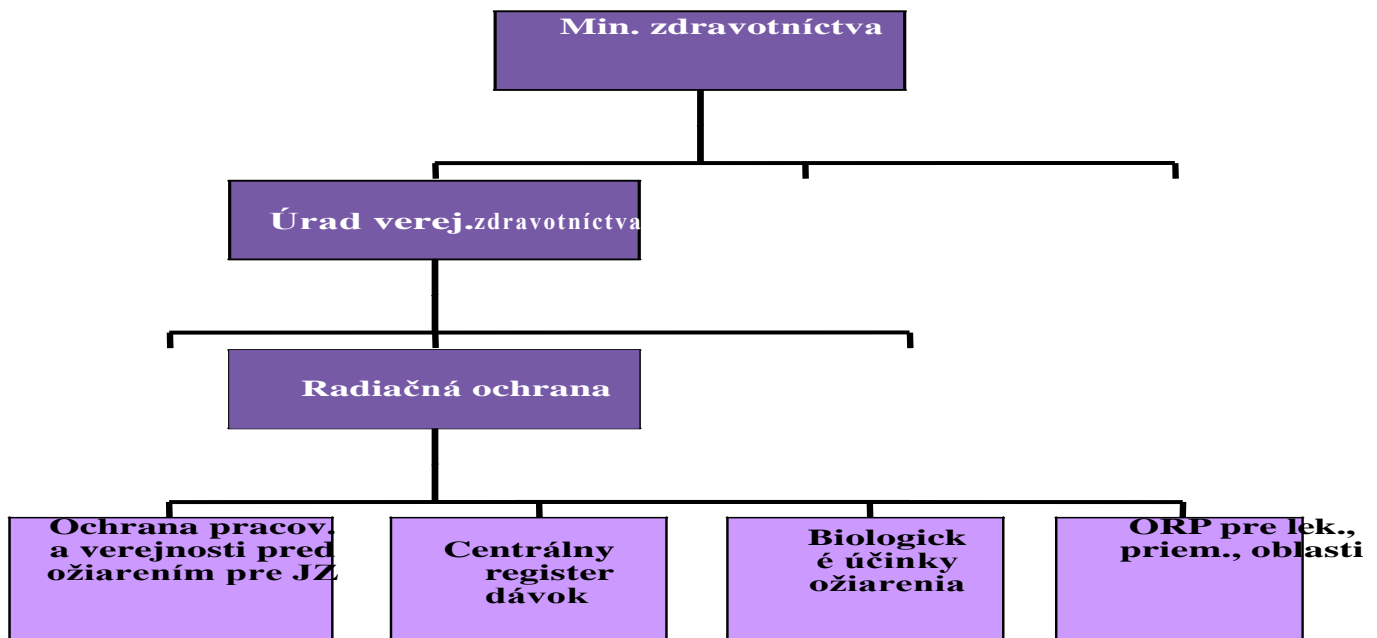 Min. zdravotníctva
Úrad verej.zdravotníctva
Radiačná ochrana
Ochrana pracov.
a verejnosti pred
ožiarením pre JZ
Centrálny
register
dávok
Biologick
é účinky
ožiarenia
ORP pre lek.,
priem., oblasti